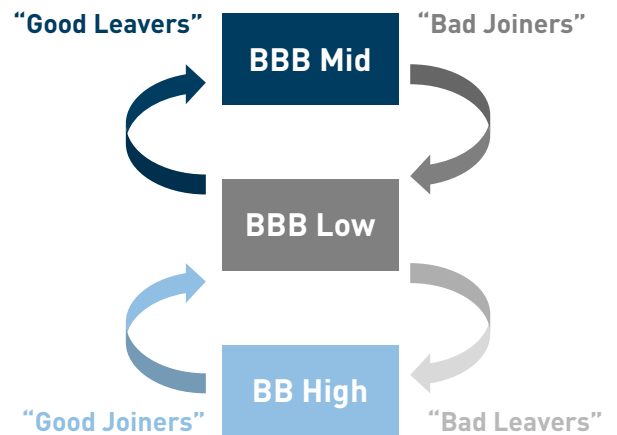 “Good Leavers”
“Bad Joiners”
BBB Mid
BBB Low
BB High
“Good Joiners”
“Bad Leavers”